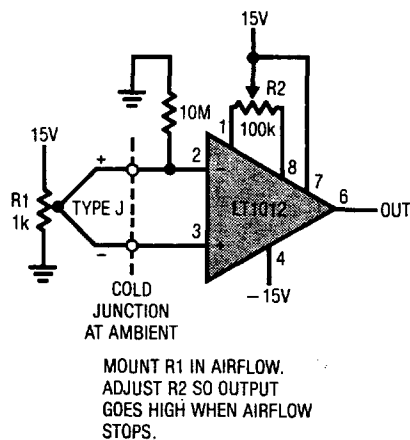 15V
R2
10M
100k
1
8
15V
+
2
−
7
6
OUT
R1
1k
TYPE J
LT1012
3
+
−
4
−15V
COLD
JUNCTION
AT AMBIENT
MOUNT R1 IN AIRFLOW.
ADJUST R2 SO OUTPUT
GOES HIGH WHEN AIRFLOW
STOPS.